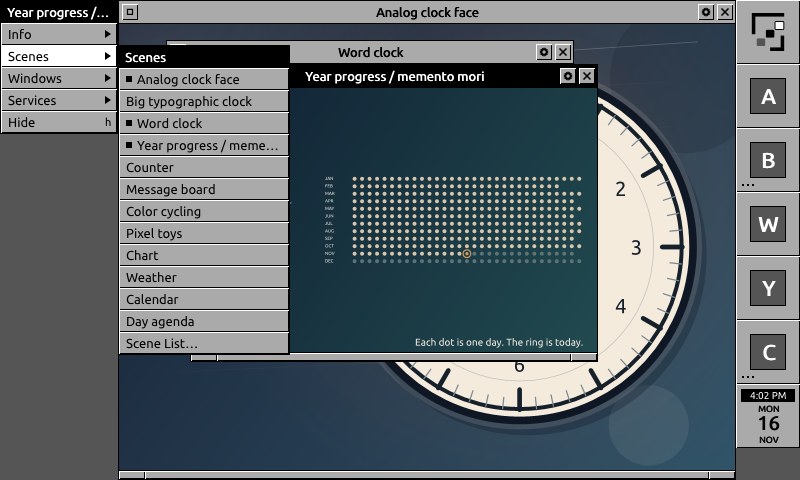 Year progress /...
Info
Scenes
Windows
Services
Hide h
Scenes
Analog clock face
Big typographic clock
Word clock
Year progress / meme...
Counter
Message board
Color cycling
Pixel toys
Chart
Weather
Calendar
Day agenda
Scene List...
Analog clock face
Word clock
Year progress / memento mori
JAN
FEB
MAR
APR
MAY
JUN
JUL
AUG
SEP
OCT
NOV
DEC
Each dot is one day. The ring is today.
2
3
4
6
A
B
...
W
Y
C
...
4:02 PM
MON
16
NOV